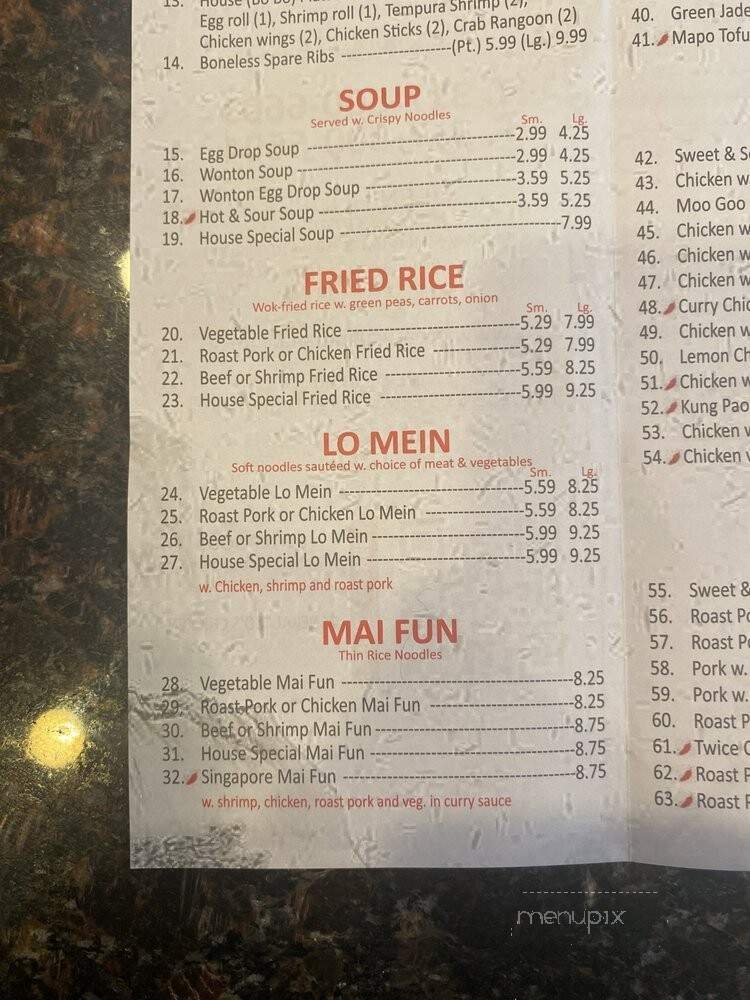 13. House
Egg roll (1), Shrimp roll (1), Tempura Shrimp (2),
Chicken wings (2), Chicken Sticks (2), Crab Rangoon (2)
14. Boneless Spare Ribs --------------------(Pt.) 5.99 (Lg.) 9.99
SOUP
Served w. Crispy Noodles
Sm. Lg.
15. Egg Drop Soup ------------------------------2.99 4.25
16. Wonton Soup --------------------------------2.99 4.25
17. Wonton Egg Drop Soup ----------------------3.59 5.25
18. Hot & Sour Soup -----------------------------3.59 5.25
19. House Special Soup --------------------------------7.99
FRIED RICE
Wok-fried rice w. green peas, carrots, onion
Sm. Lg.
20. Vegetable Fried Rice -------------------------5.29 7.99
21. Roast Pork or Chicken Fried Rice -------------5.29 7.99
22. Beef or Shrimp Fried Rice --------------------5.59 8.25
23. House Special Fried Rice ---------------------5.99 9.25
LO MEIN
Soft noodles sautéed w. choice of meat & vegetables
Sm. Lg.
24. Vegetable Lo Mein ---------------------------5.59 8.25
25. Roast Pork or Chicken Lo Mein --------------5.59 8.25
26. Beef or Shrimp Lo Mein ----------------------5.99 9.25
27. House Special Lo Mein -----------------------5.99 9.25
w. Chicken, shrimp and roast pork
MAI FUN
Thin Rice Noodles
28. Vegetable Mai Fun ----------------------------------8.25
29. Roast Pork or Chicken Mai Fun ---------------------8.25
30. Beef or Shrimp Mai Fun -----------------------------8.75
31. House Special Mai Fun ------------------------------8.75
32. Singapore Mai Fun ----------------------------------8.75
w. shrimp, chicken, roast pork and veg. in curry sauce
40. Green Jade
41. Mapo Tofu
42. Sweet & S
43. Chicken w
44. Moo Goo
45. Chicken w
46. Chicken w
47. Chicken w
48. Curry Chic
49. Chicken w
50. Lemon Ch
51. Chicken w
52. Kung Pao
53. Chicken w
54. Chicken w
55. Sweet &
56. Roast Po
57. Roast Po
58. Pork w.
59. Pork w.
60. Roast P
61. Twice C
62. Roast P
63. Roast P
menupix